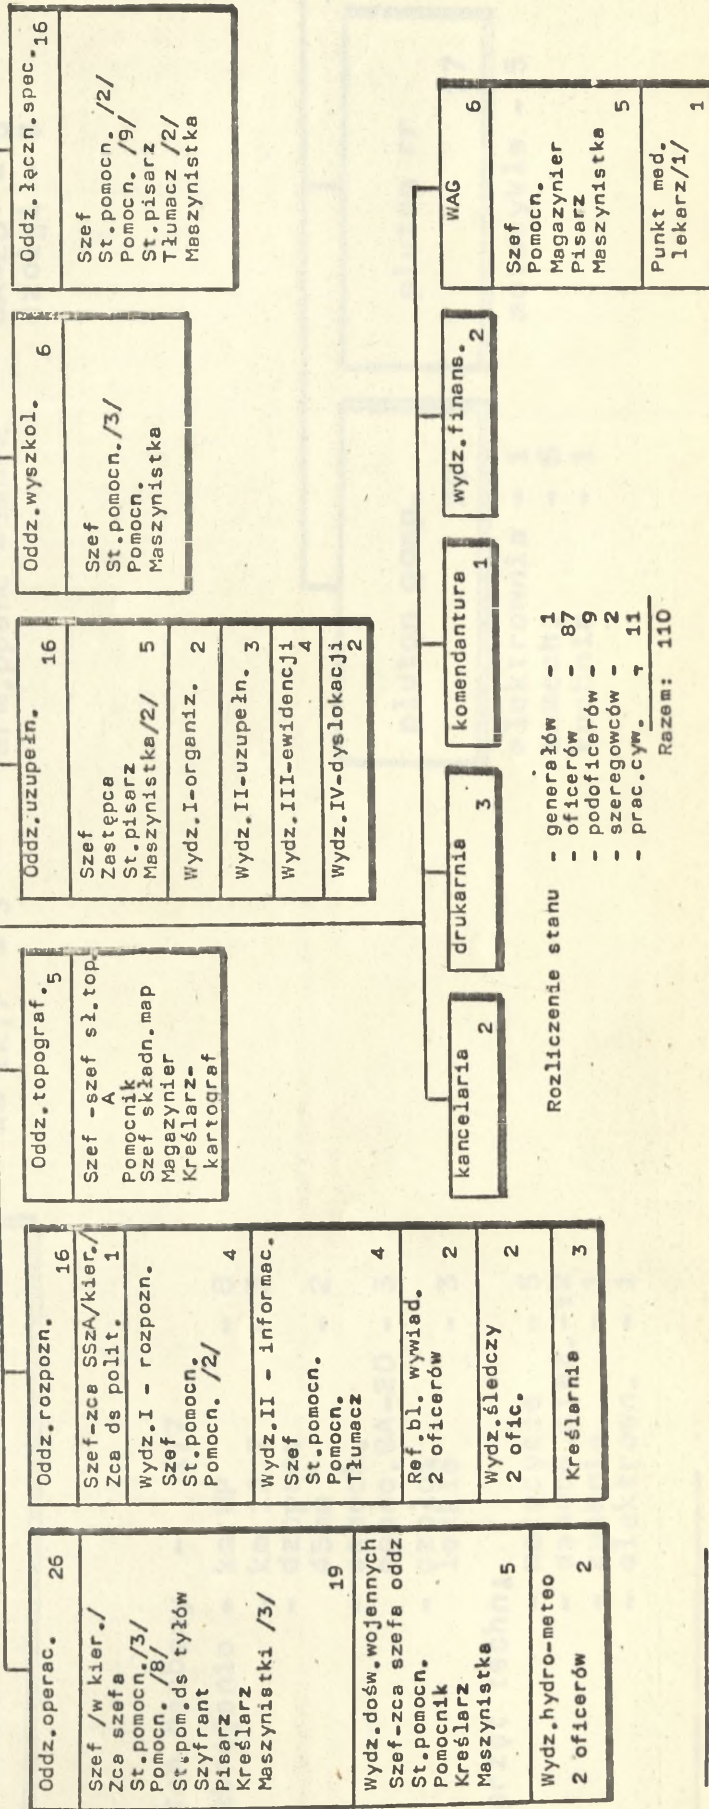 Oddz.operac. 26
Szef /w kier./
Zca szefa
St.pomocn./3/
Pomocn. /8/
St.pom.ds tyłów
Szyfrant
Pisarz
Kreślarz
Maszynistki /3/
19
Wydz.dośw.wojennych
Szef-zca szefa oddz
St.pomocn.
Pomocnik
Kreślarz
Maszynistka 5
Wydz.hydro-meteo
2 oficerów 2
Oddz.rozpozn. 16
Szef-zca SSzA/kier./
Zca ds polit. 1
Wydz.I - rozpozn.
Szef
St.pomocn.
Pomocn. /2/ 4
Wydz.II - informac.
Szef
St.pomocn.
Pomocn.
Tłumacz 4
Ref.bl. wywiad.
2 oficerów 2
Wydz.śledczy
2 ofic. 2
Kreślarnia 3
Oddz.topograf. 5
Szef -szef sł.top.
A
Pomocnik
Szef składn.map
Magazynier
Kreślarz-
kartograf
Oddz.uzupełn. 16
Szef
Zastępca
St.pisarz
Maszynistka/2/ 5
Wydz.I-organiz. 2
Wydz.II-uzupełn. 3
Wydz.III-ewidencji
4
Wydz.IV-dyslokacji
2
Oddz.wyszkol. 6
Szef
St.pomocn./3/
Pomocn.
Maszynistka
Oddz.łączn.spec. 16
Szef
St.pomocn. /2/
Pomocn. /9/
St.pisarz
Tłumacz /2/
Maszynistka
kancelaria
2
drukarnia
3
komendantura
1
wydz.finans.
2
WAG 6
Szef
Pomocn.
Magazynier
Pisarz
Maszynistka 5
Punkt med.
lekarz/1/ 1
Rozliczenie stanu - generałów - 1
- oficerów - 87
- podoficerów - 9
- szeregowców - 2
- prac.cyw. - 11
Razem: 110